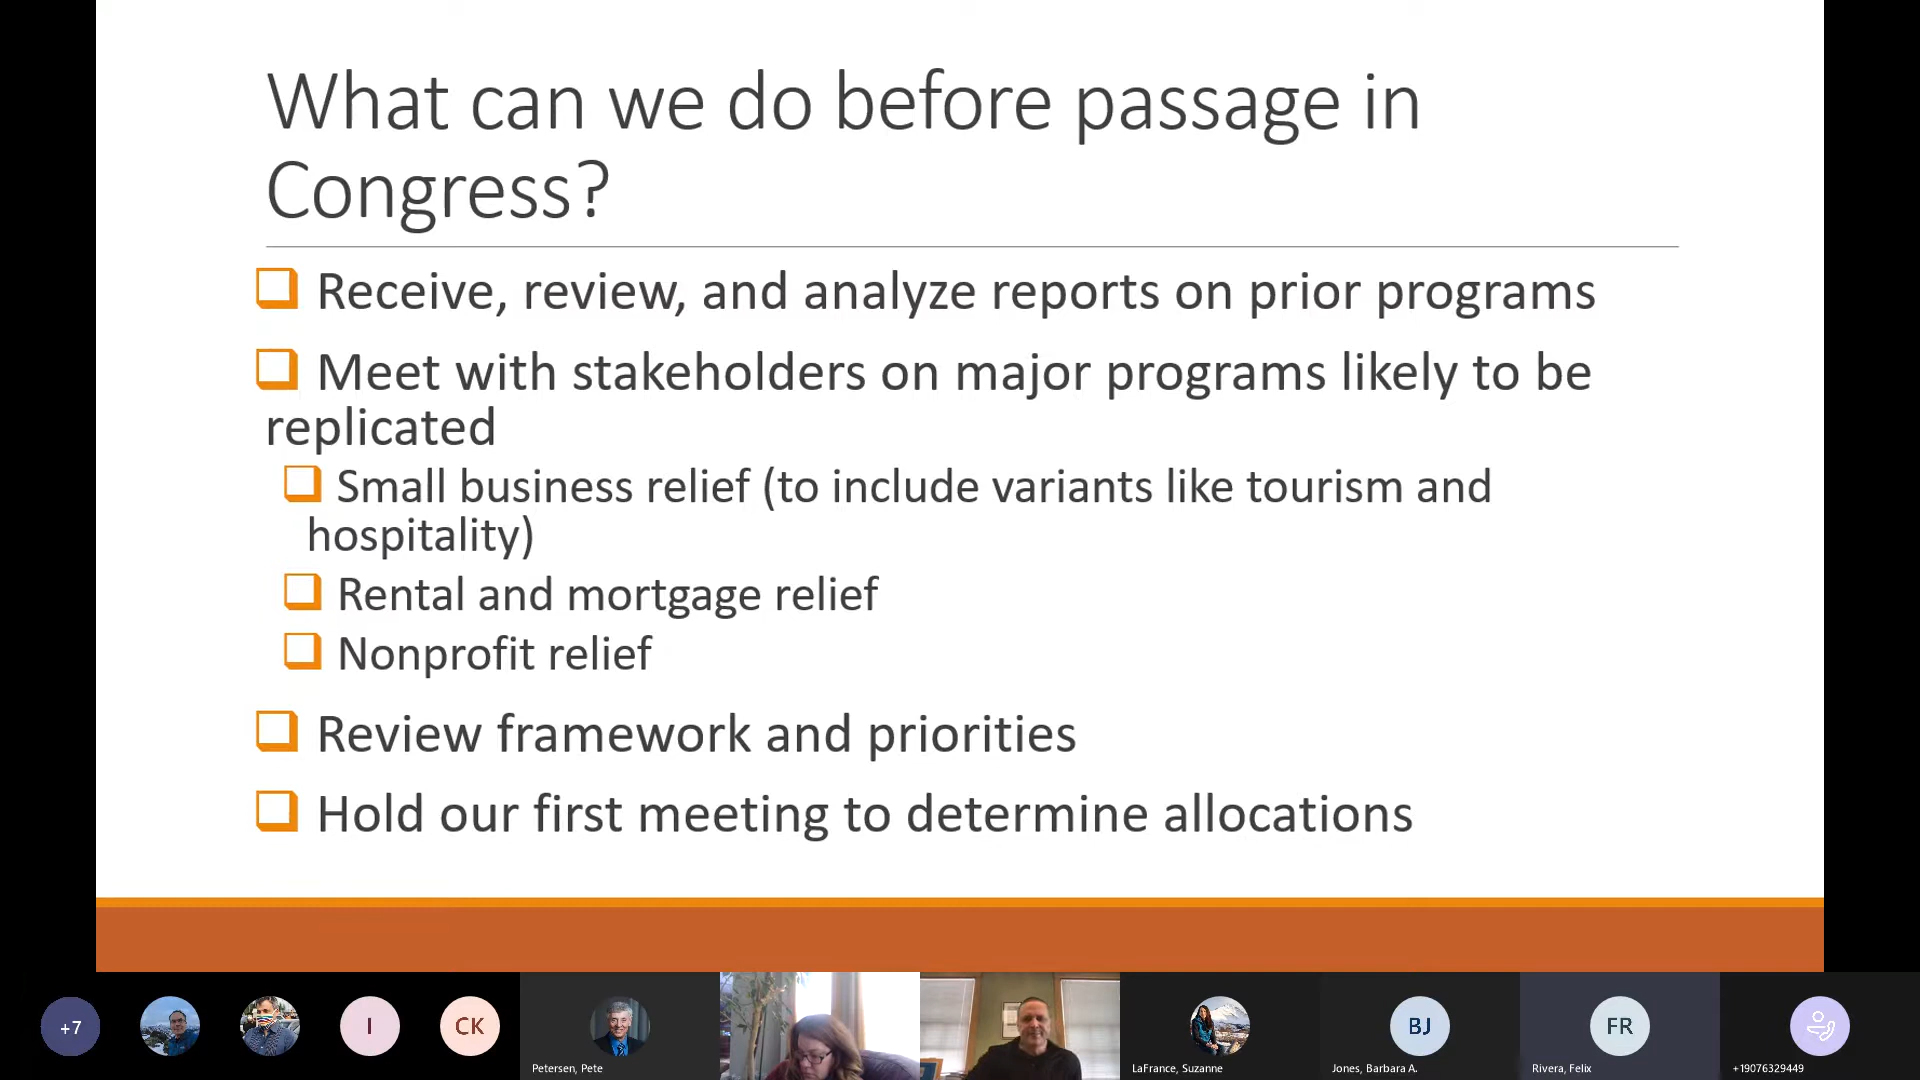 What can we do before passage in
Congress?
Receive, review, and analyze reports on prior programs
Meet with stakeholders on major programs likely to be
replicated
Small business relief (to include variants like tourism and
hospitality)
Rental and mortgage relief
Nonprofit relief
Review framework and priorities
Hold our first meeting to determine allocations
+7
I
CK
Petersen, Pete
LaFrance, Suzanne
BJ
Jones, Barbara A.
FR
Rivera, Felix
+19076329449